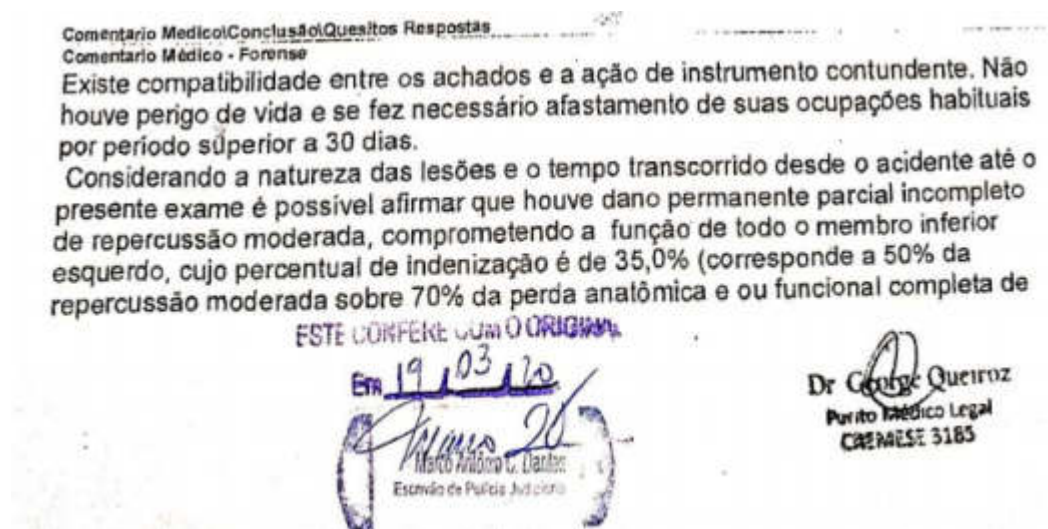 Comentario Medico\Conclusão\Quesitos Respostas
Comentario Médico - Forense
Existe compatibilidade entre os achados e a ação de instrumento contundente. Não
houve perigo de vida e se fez necessário afastamento de suas ocupações habituais
por período superior a 30 dias.
Considerando a natureza das lesões e o tempo transcorrido desde o acidente até o
presente exame é possivel afirmar que houve dano permanente parcial incompleto
de repercussão moderada, comprometendo a função de todo o membro inferior
esquerdo, cujo percentual de indenização é de 35,0% (corresponde a 50% da
repercussão moderada sobre 70% da perda anatômica e ou funcional completa de
ESTE CONFERE COM O ORIGINAL
Em 19 / 03 / 20
Marco Antônio C. Dantas
Escrivão de Polícia Judiciária
Dr George Queiroz
Perito Médico Legal
3185